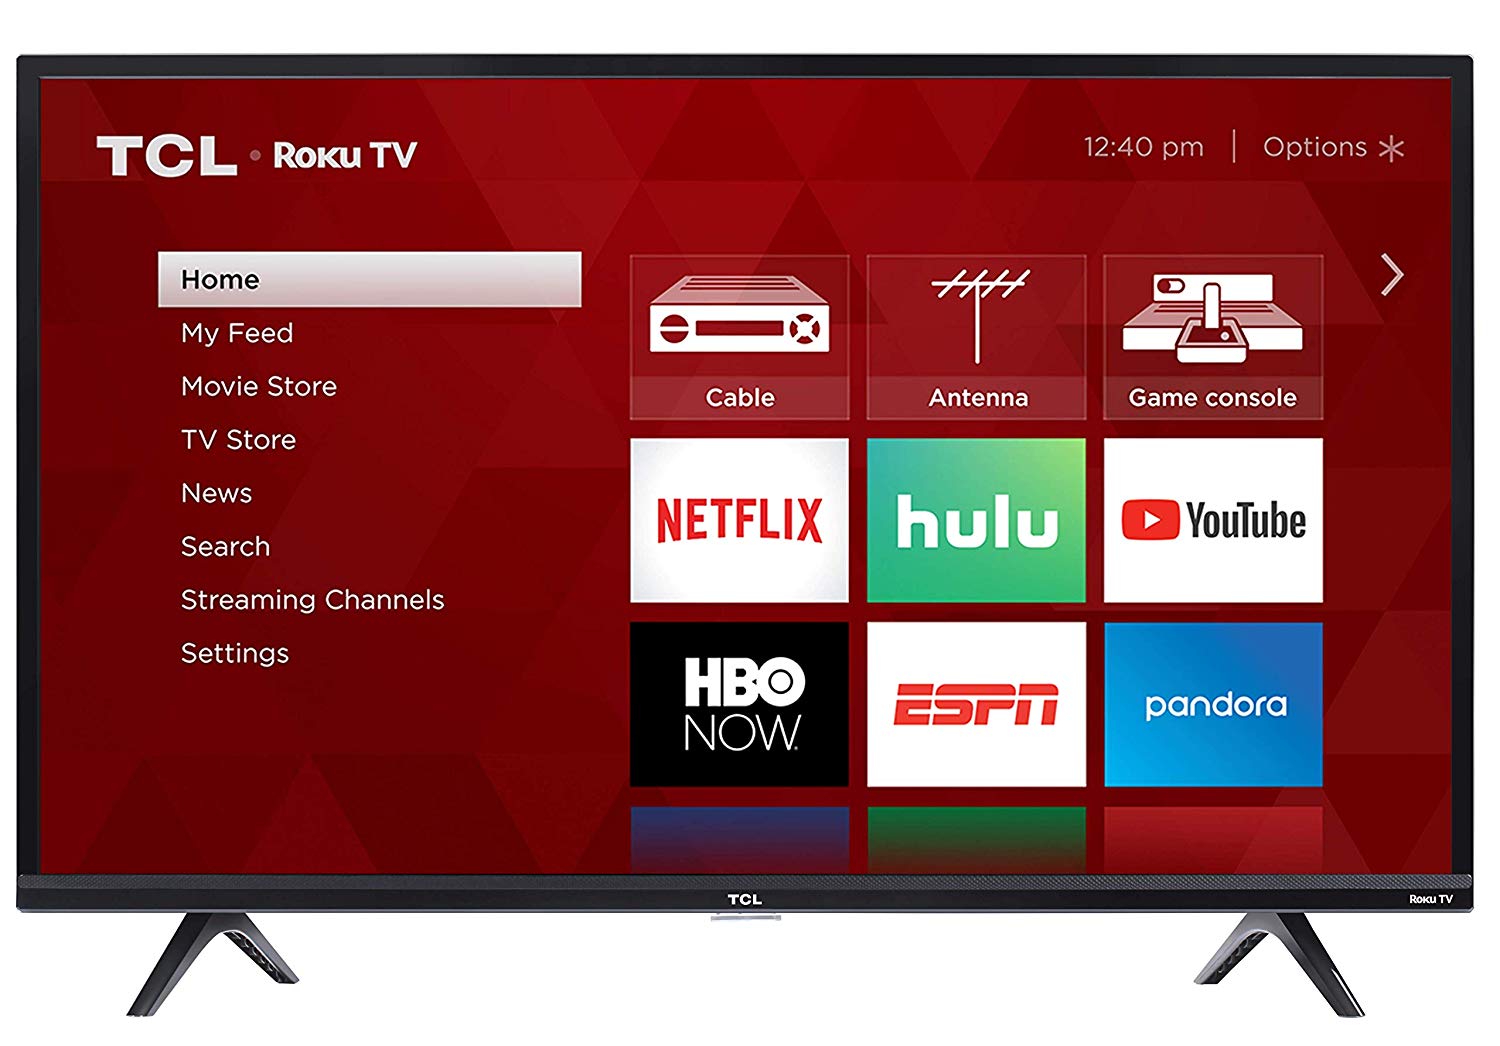 TCL • Roku TV
12:40 pm | Options *
Home
My Feed
Movie Store
TV Store
News
Search
Streaming Channels
Settings
Cable
Antenna
Game console
NETFLIX
hulu
YouTube
HBO
NOW.
ESPN
pandora
TCL
Roku TV